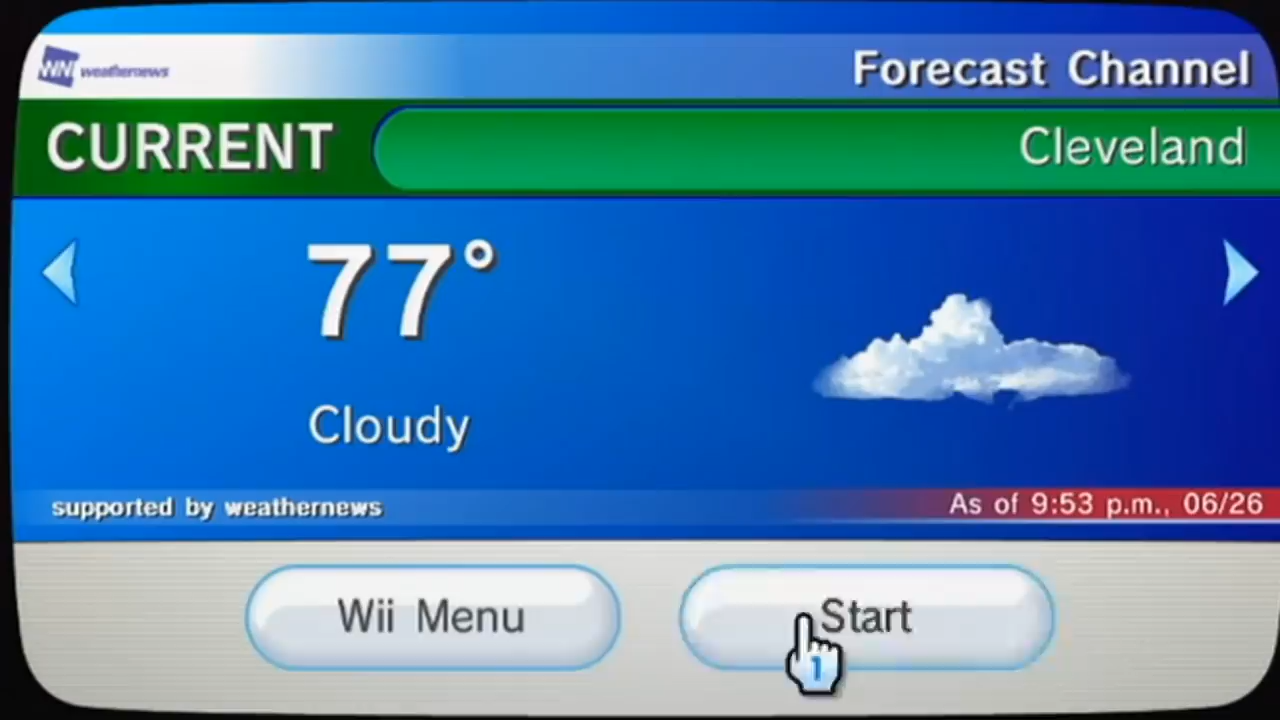 WNI weathernews
Forecast Channel
CURRENT
Cleveland
77°
Cloudy
supported by weathernews
As of 9:53 p.m., 06/26
Wii Menu
Start
1